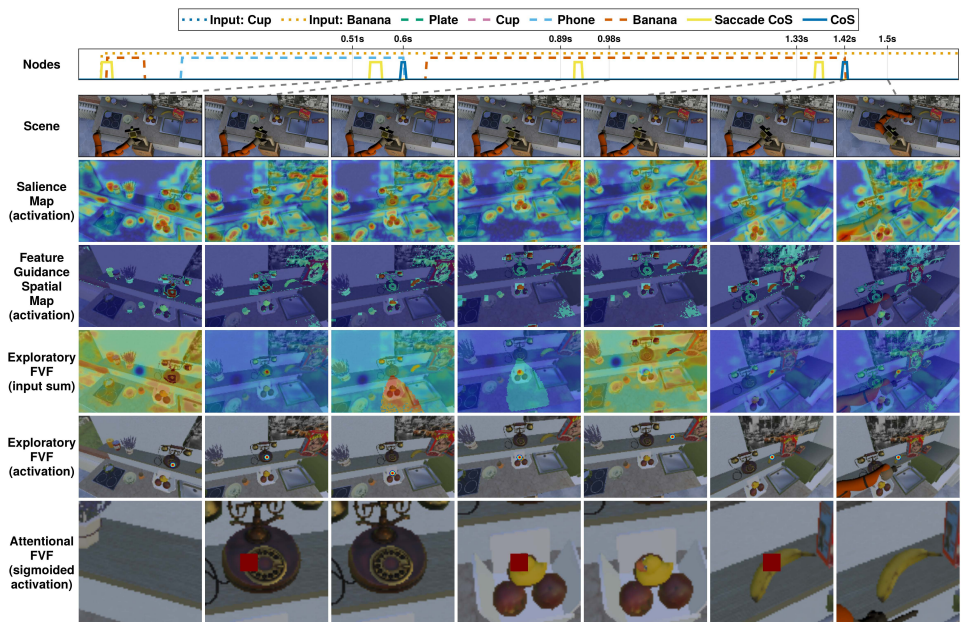 Input: Cup Input: Banana Plate Cup Phone Banana Saccade CoS CoS
0.51s 0.6s 0.89s 0.98s 1.33s 1.42s 1.5s
Nodes
Scene
Salience
Map
(activation)
Feature
Guidance
Spatial
Map
(activation)
Exploratory
FVF
(input sum)
Exploratory
FVF
(activation)
Attentional
FVF
(sigmoided
activation)